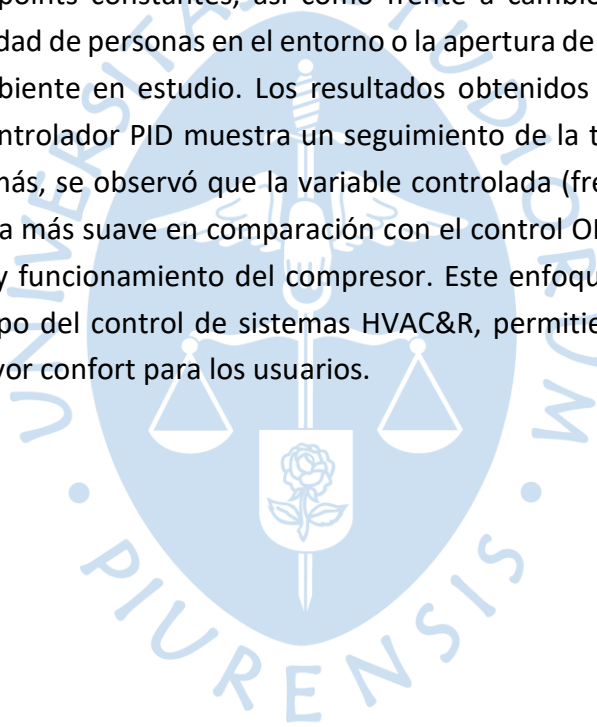 points constantes, así como frente a cambio
dad de personas en el entorno o la apertura de
biente en estudio. Los resultados obtenidos
ntrolador PID muestra un seguimiento de la t
más, se observó que la variable controlada (fre
a más suave en comparación con el control O
y funcionamiento del compresor. Este enfoqu
po del control de sistemas HVAC&R, permitie
yor confort para los usuarios.
UNIVERSITAS STUDIORUM
• PIURENSIS •